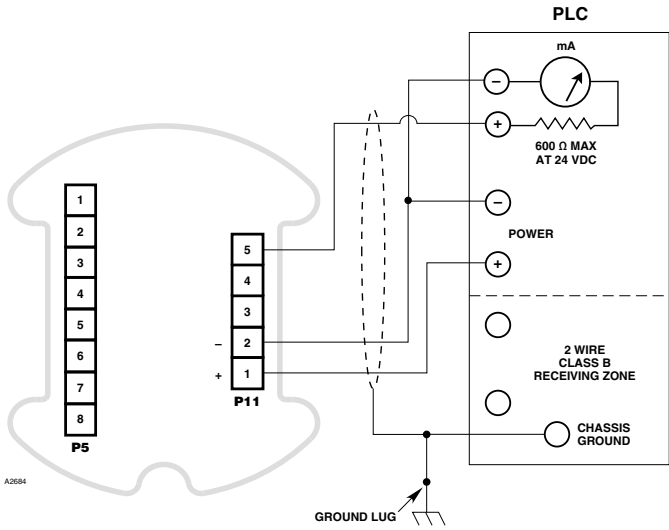 PLC
mA
−
+
600 Ω MAX
AT 24 VDC
−
POWER
+
2 WIRE
CLASS B
RECEIVING ZONE
CHASSIS
GROUND
1
2
3
4
5
6
7
8
P5
5
4
3
− 2
+ 1
P11
A2684
GROUND LUG